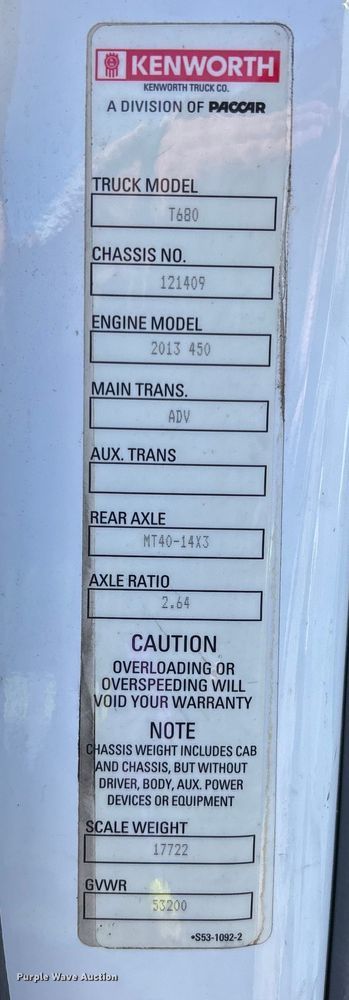 KENWORTH
KENWORTH TRUCK CO.
A DIVISION OF PACCAR
TRUCK MODEL
T680
CHASSIS NO.
121409
ENGINE MODEL
2013 450
MAIN TRANS.
ADV
AUX. TRANS
REAR AXLE
MT40-14X3
AXLE RATIO
2.64
CAUTION
OVERLOADING OR
OVERSPEEDING WILL
VOID YOUR WARRANTY
NOTE
CHASSIS WEIGHT INCLUDES CAB
AND CHASSIS, BUT WITHOUT
DRIVER, BODY, AUX. POWER
DEVICES OR EQUIPMENT
SCALE WEIGHT
17722
GVWR
53200
•S53-1092-2
Purple Wave Auction